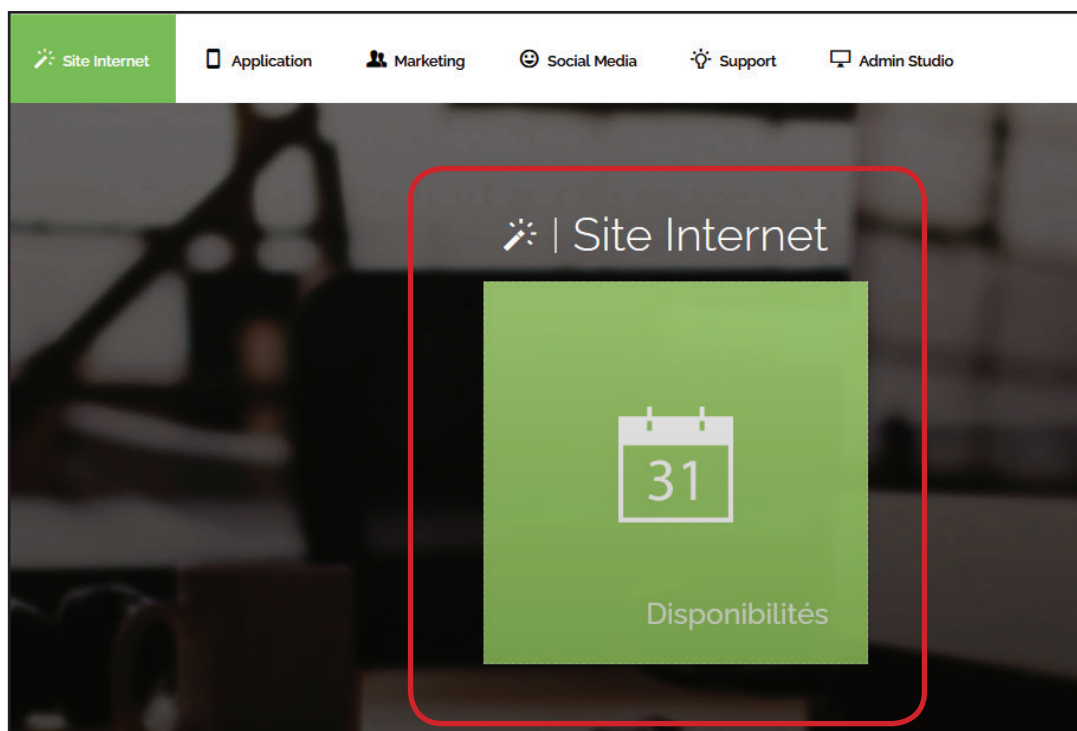 Site Internet Application Marketing Social Media Support Admin Studio
| Site Internet
31
Disponibilités